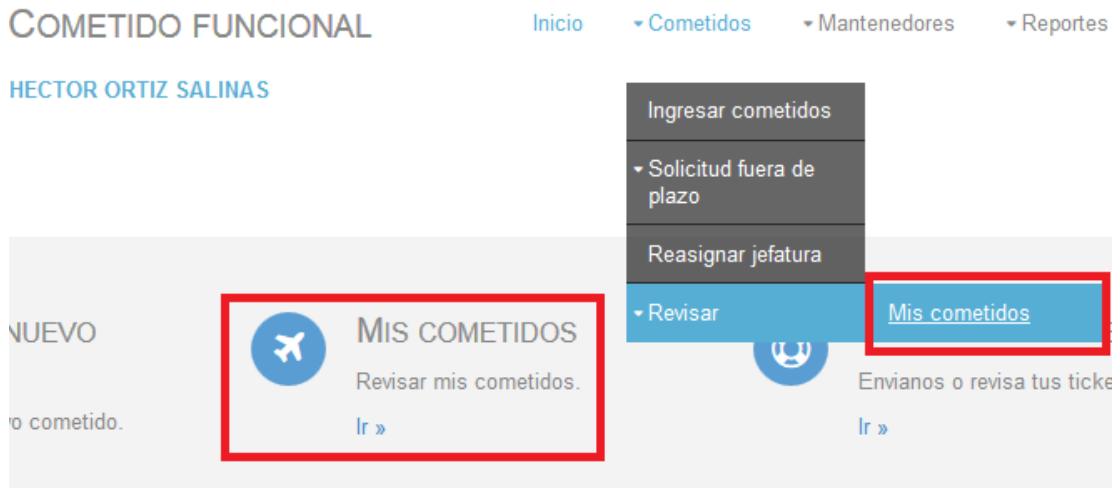 COMETIDO FUNCIONAL
Inicio
Cometidos
Mantenedores
Reportes
HECTOR ORTIZ SALINAS
Ingresar cometidos
Solicitud fuera de
plazo
Reasignar jefatura
Revisar
Mis cometidos
NUEVO
cometido.
MIS COMETIDOS
Revisar mis cometidos.
Ir »
Envianos o revisa tus
Ir »